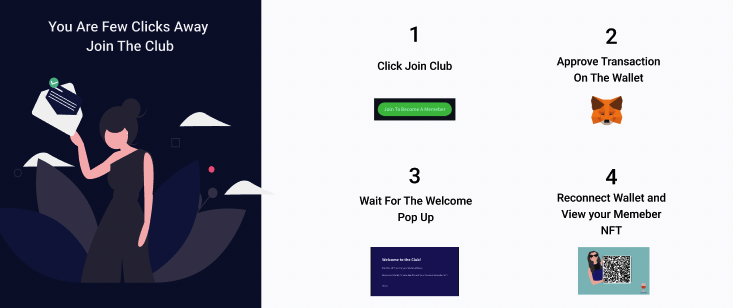 You Are Few Clicks Away
Join The Club
1
Click Join Club
Join To Become A Memeber
2
Approve Transaction
On The Wallet
3
Wait For The Welcome
Pop Up
Welcome to the Club!
4
Reconnect Wallet and
View your Memeber
NFT